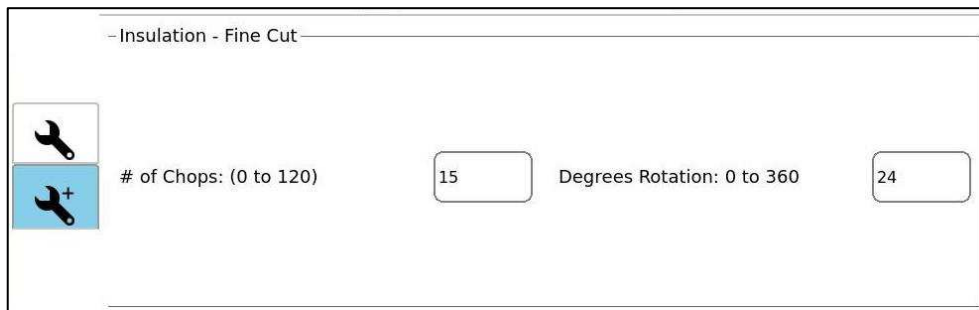 Insulation - Fine Cut
# of Chops: (0 to 120) 15 Degrees Rotation: 0 to 360 24